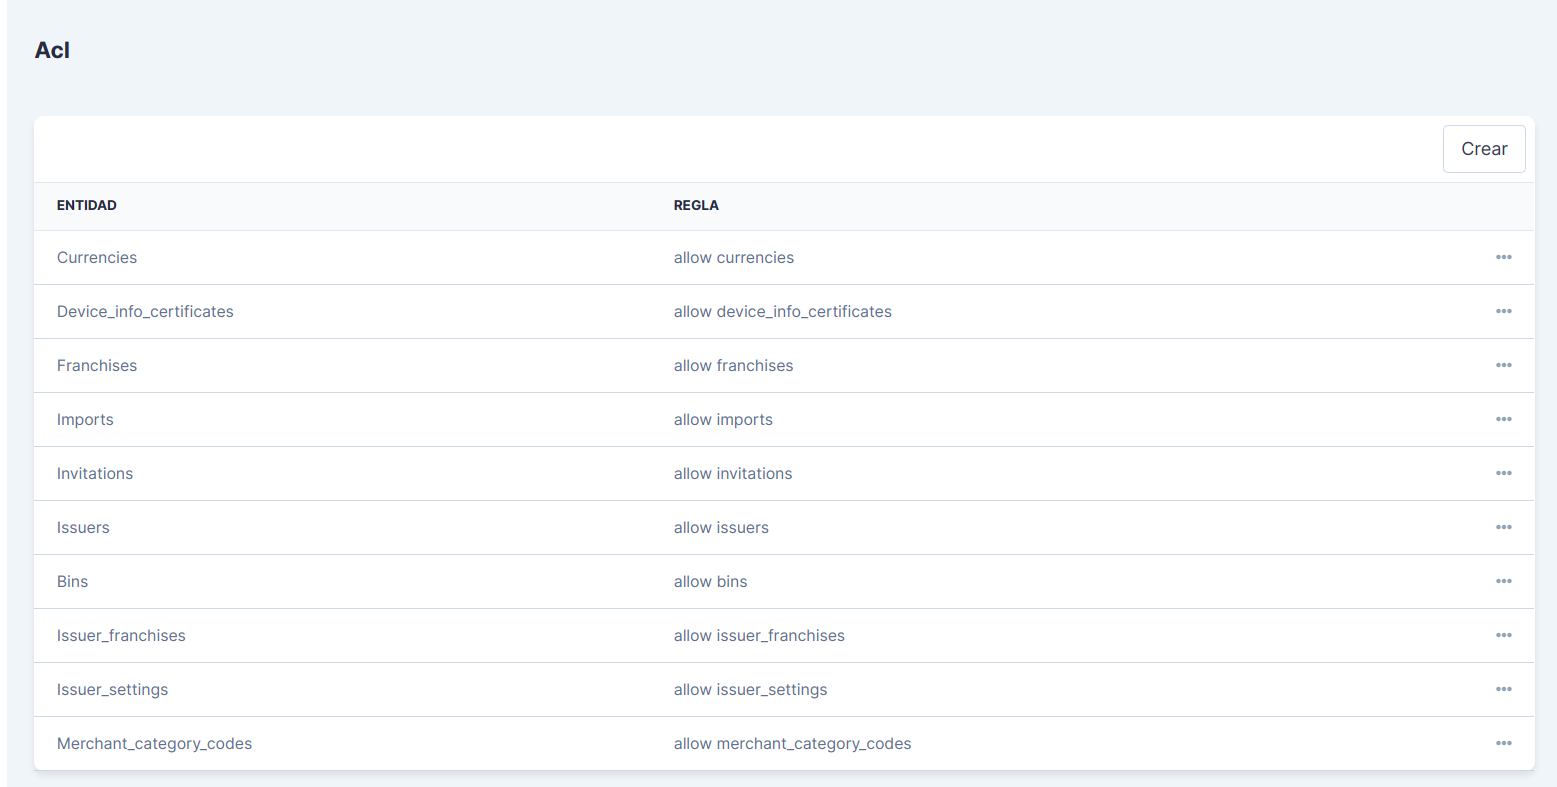 Acl
Crear
ENTIDAD REGLA
Currencies allow currencies
Device_info_certificates allow device_info_certificates
Franchises allow franchises
Imports allow imports
Invitations allow invitations
Issuers allow issuers
Bins allow bins
Issuer_franchises allow issuer_franchises
Issuer_settings allow issuer_settings
Merchant_category_codes allow merchant_category_codes